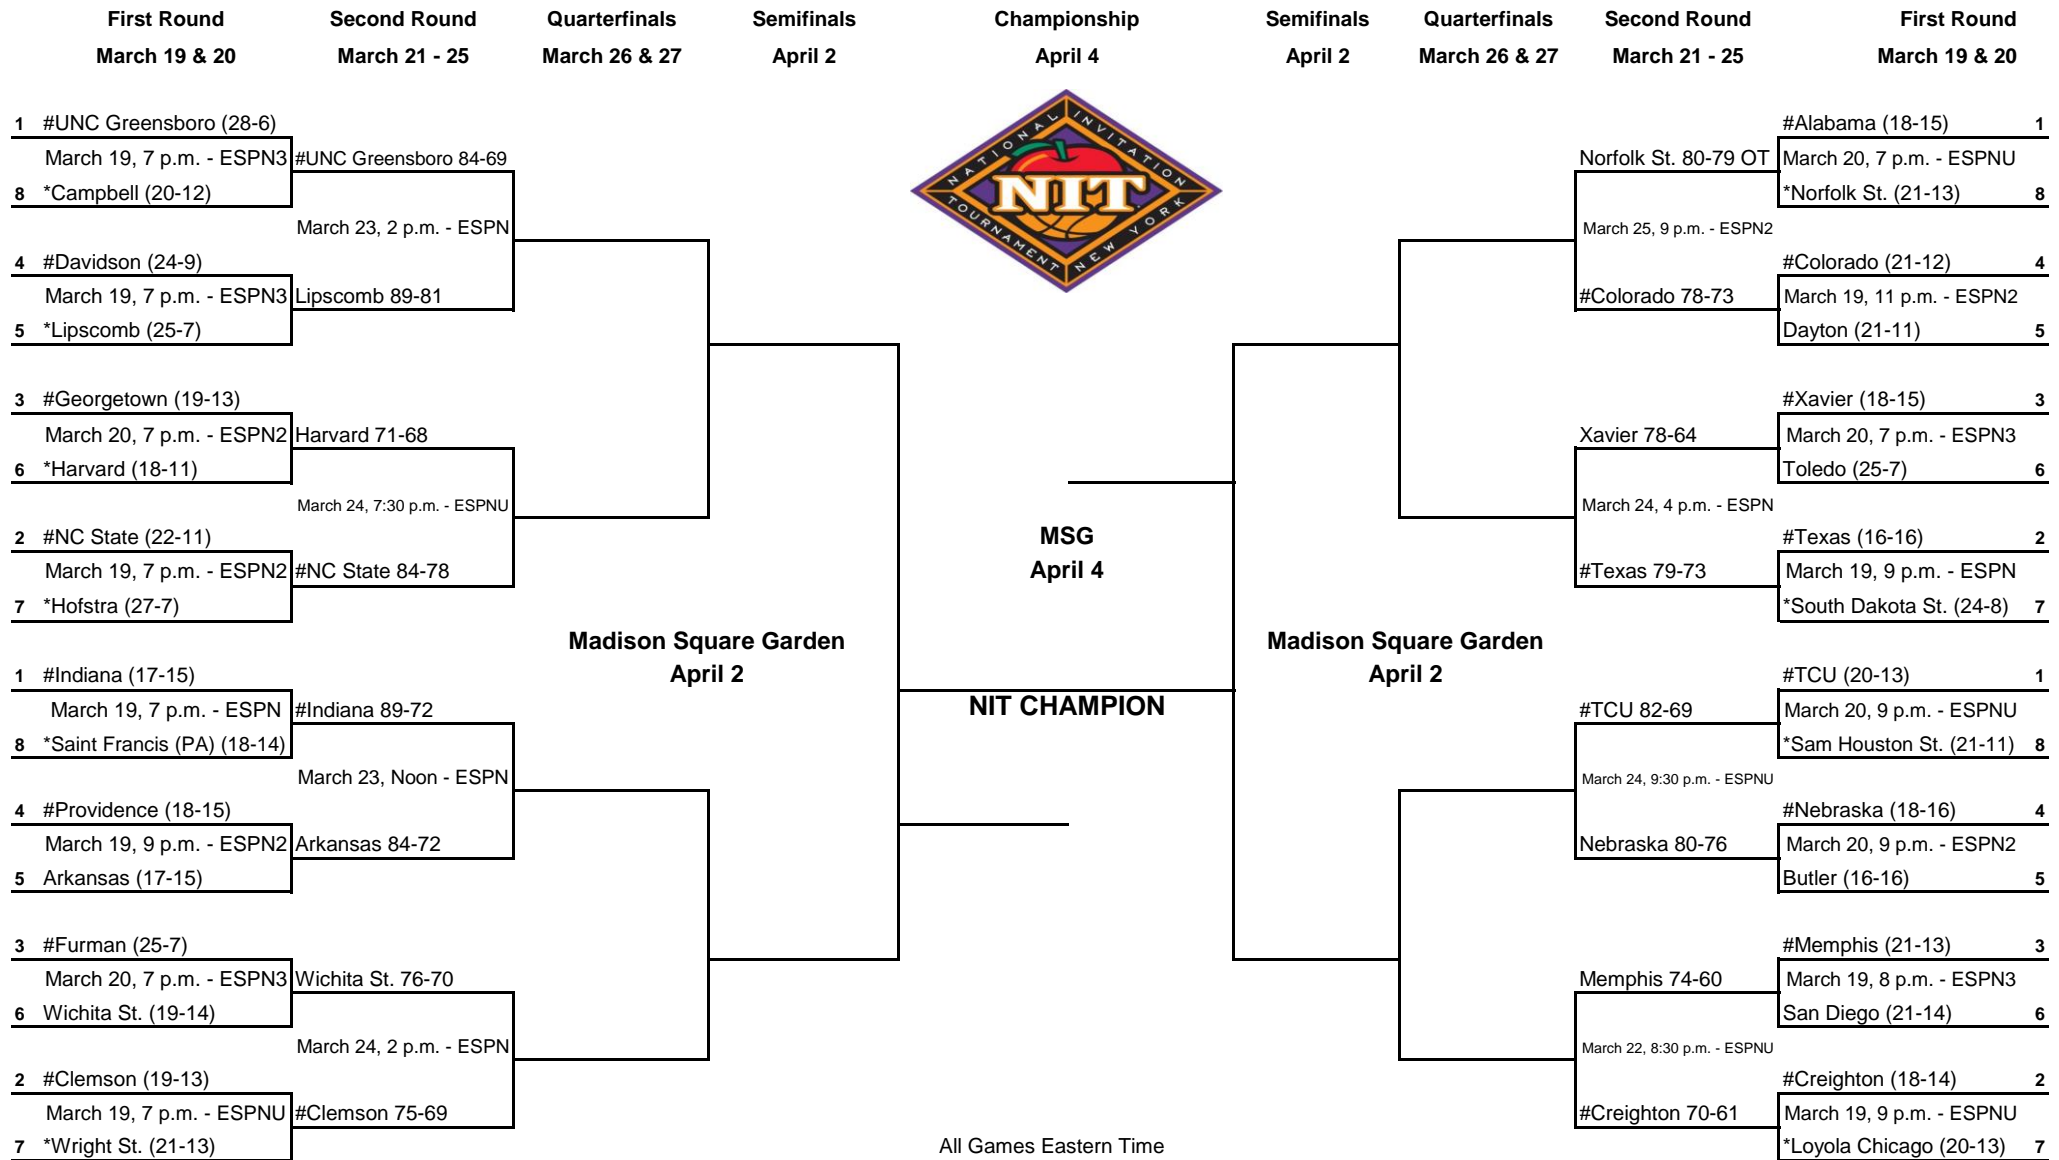 First Round Second Round Quarterfinals Semifinals Championship Semifinals Quarterfinals Second Round First Round
March 19 & 20 March 21 - 25 March 26 & 27 April 2 April 4 April 2 March 26 & 27 March 21 - 25 March 19 & 20
NATIONAL INVITATION
NIT
TOURNAMENT NEW YORK
1 #UNC Greensboro (28-6)
March 19, 7 p.m. - ESPN3
8 *Campbell (20-12)
#UNC Greensboro 84-69
March 23, 2 p.m. - ESPN
4 #Davidson (24-9)
March 19, 7 p.m. - ESPN3
5 *Lipscomb (25-7)
Lipscomb 89-81
3 #Georgetown (19-13)
March 20, 7 p.m. - ESPN2
6 *Harvard (18-11)
Harvard 71-68
March 24, 7:30 p.m. - ESPNU
2 #NC State (22-11)
March 19, 7 p.m. - ESPN2
7 *Hofstra (27-7)
#NC State 84-78
Madison Square Garden
April 2
1 #Indiana (17-15)
March 19, 7 p.m. - ESPN
8 *Saint Francis (PA) (18-14)
#Indiana 89-72
March 23, Noon - ESPN
4 #Providence (18-15)
March 19, 9 p.m. - ESPN2
5 Arkansas (17-15)
Arkansas 84-72
3 #Furman (25-7)
March 20, 7 p.m. - ESPN3
6 Wichita St. (19-14)
Wichita St. 76-70
March 24, 2 p.m. - ESPN
2 #Clemson (19-13)
March 19, 7 p.m. - ESPNU
7 *Wright St. (21-13)
#Clemson 75-69
MSG
April 4
NIT CHAMPION
All Games Eastern Time
#Alabama (18-15) 1
March 20, 7 p.m. - ESPNU
*Norfolk St. (21-13) 8
Norfolk St. 80-79 OT
March 25, 9 p.m. - ESPN2
#Colorado (21-12) 4
March 19, 11 p.m. - ESPN2
Dayton (21-11) 5
#Colorado 78-73
#Xavier (18-15) 3
March 20, 7 p.m. - ESPN3
Toledo (25-7) 6
Xavier 78-64
March 24, 4 p.m. - ESPN
#Texas (16-16) 2
March 19, 9 p.m. - ESPN
*South Dakota St. (24-8) 7
#Texas 79-73
Madison Square Garden
April 2
#TCU (20-13) 1
March 20, 9 p.m. - ESPNU
*Sam Houston St. (21-11) 8
#TCU 82-69
March 24, 9:30 p.m. - ESPNU
#Nebraska (18-16) 4
March 20, 9 p.m. - ESPN2
Butler (16-16) 5
Nebraska 80-76
#Memphis (21-13) 3
March 19, 8 p.m. - ESPN3
San Diego (21-14) 6
Memphis 74-60
March 22, 8:30 p.m. - ESPNU
#Creighton (18-14) 2
March 19, 9 p.m. - ESPNU
*Loyola Chicago (20-13) 7
#Creighton 70-61